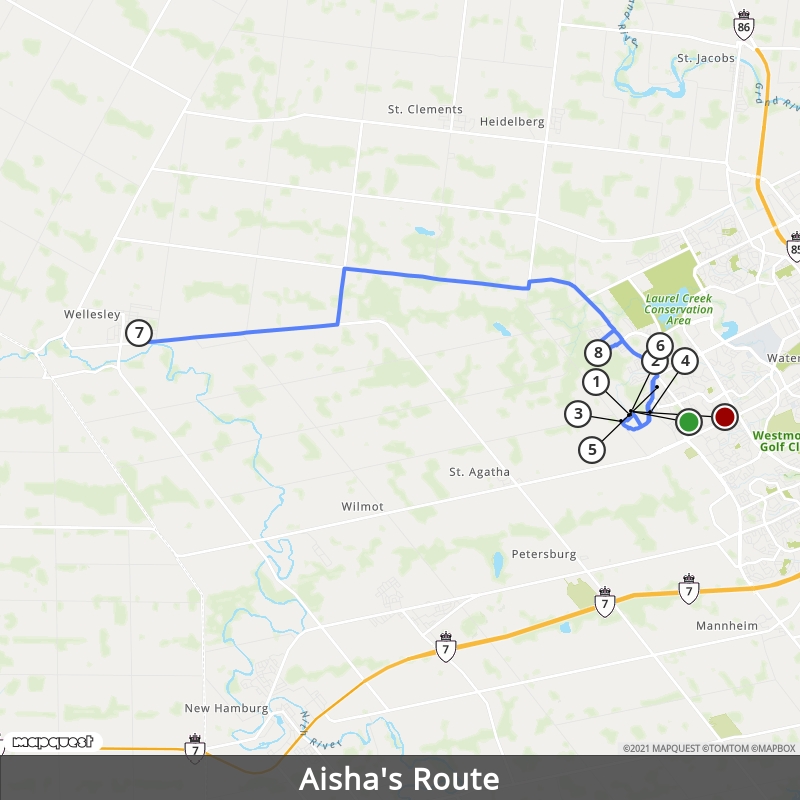 86
St. Jacobs
Grand River
St. Clements
Heidelberg
85
Laurel Creek
Conservation
Area
Wellesley
7
6
8
2
4
1
3
5
Westmo
Golf Cl
St. Agatha
Wilmot
Petersburg
7
7
Mannheim
7
New Hamburg
Nith River
7
mapquest
©2021 MAPQUEST ©TOMTOM ©MAPBOX
Aisha's Route